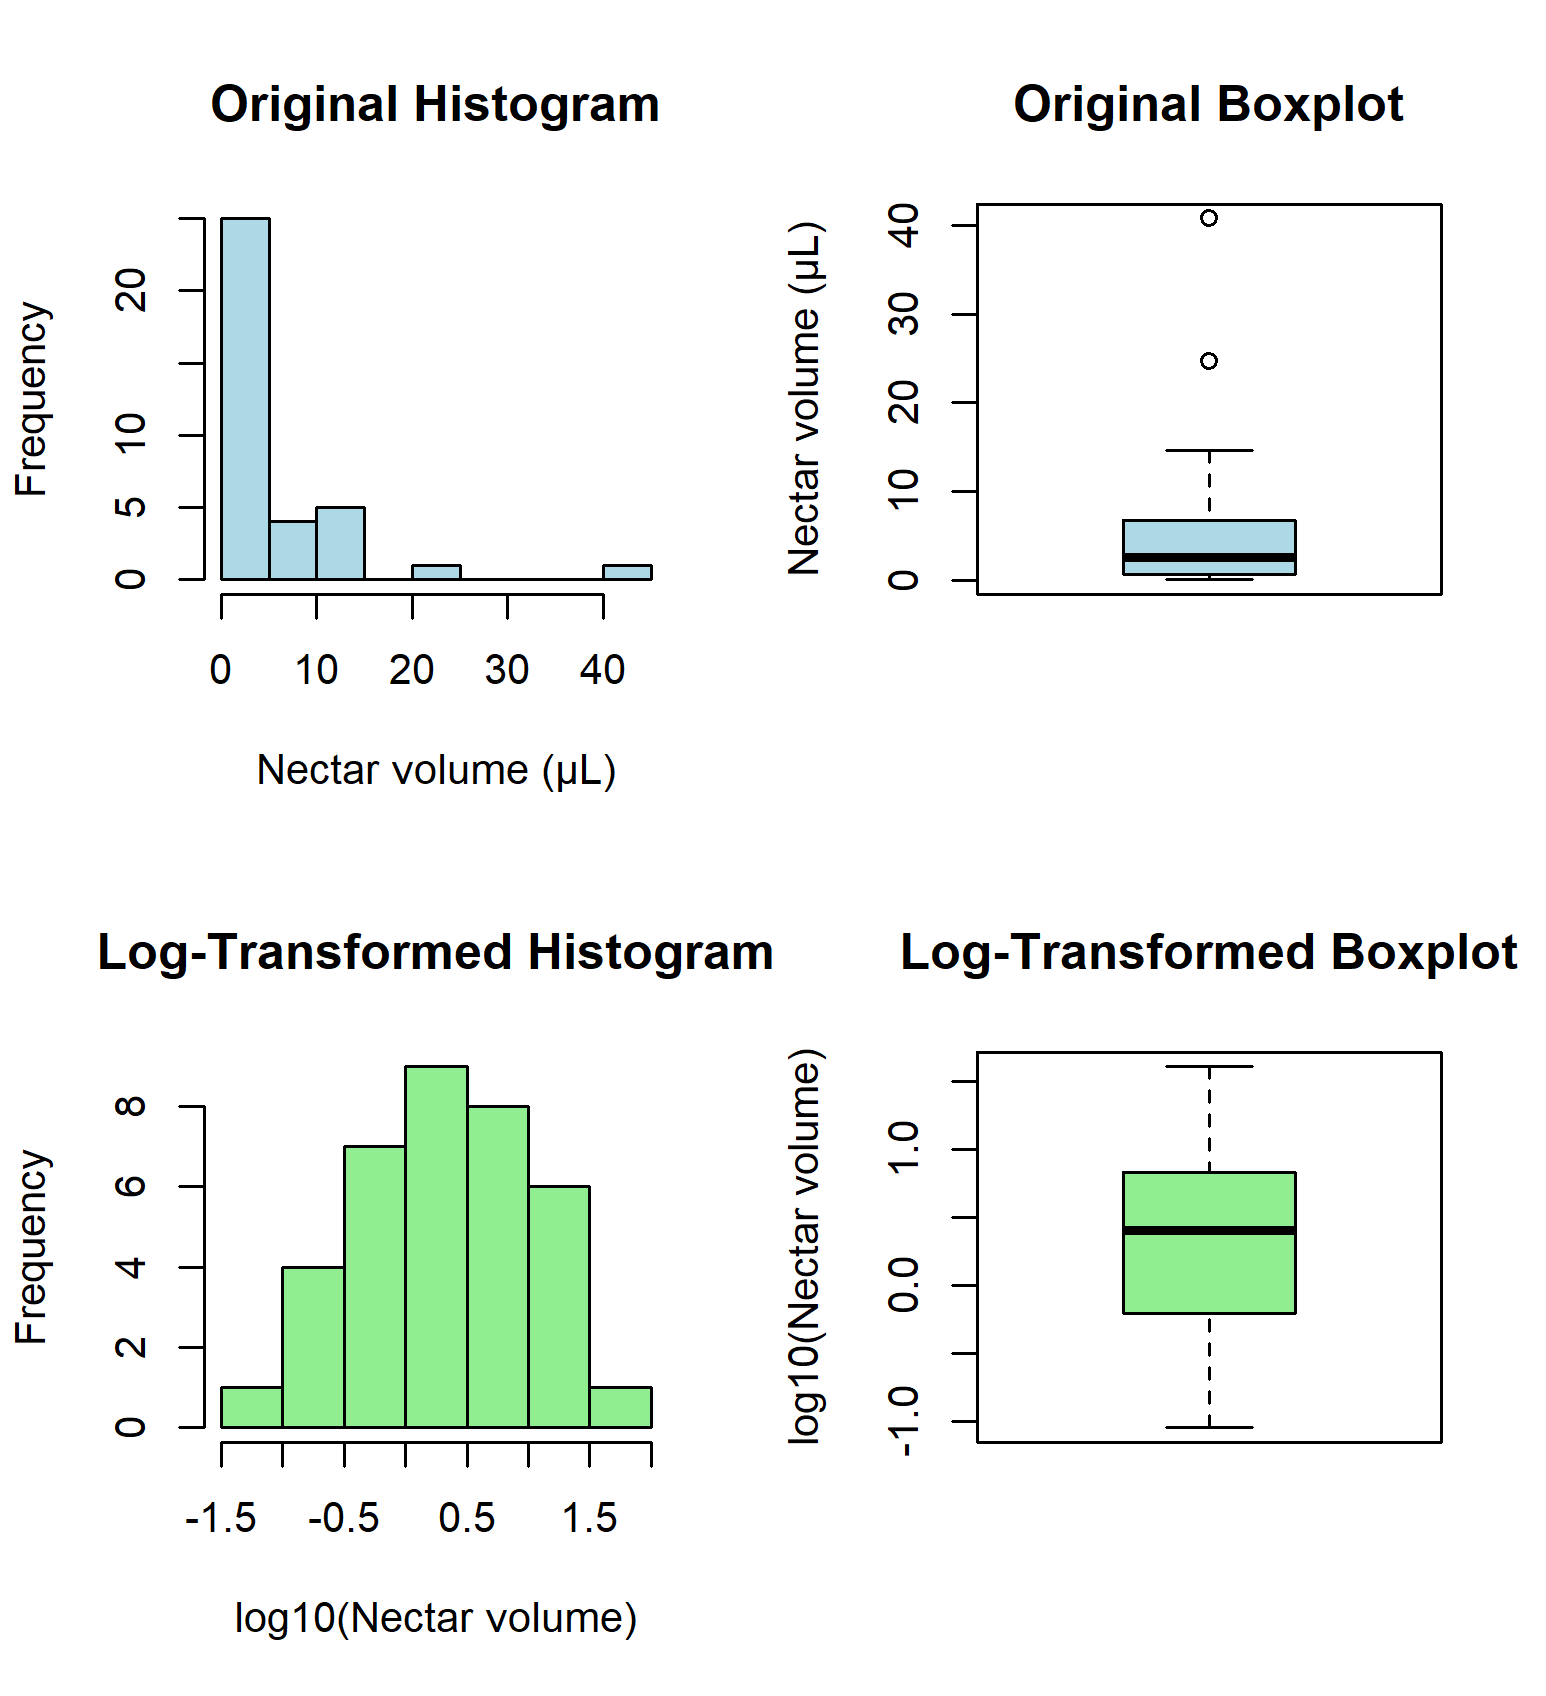 Original Histogram
Frequency
0
5
10
20
0 10 20 30 40
Nectar volume (µL)
Original Boxplot
Nectar volume (µL)
0
10
20
30
40
Log-Transformed Histogram
Frequency
0
2
4
6
8
-1.5 -0.5 0.5 1.5
log10(Nectar volume)
Log-Transformed Boxplot
log10(Nectar volume)
-1.0
0.0
1.0